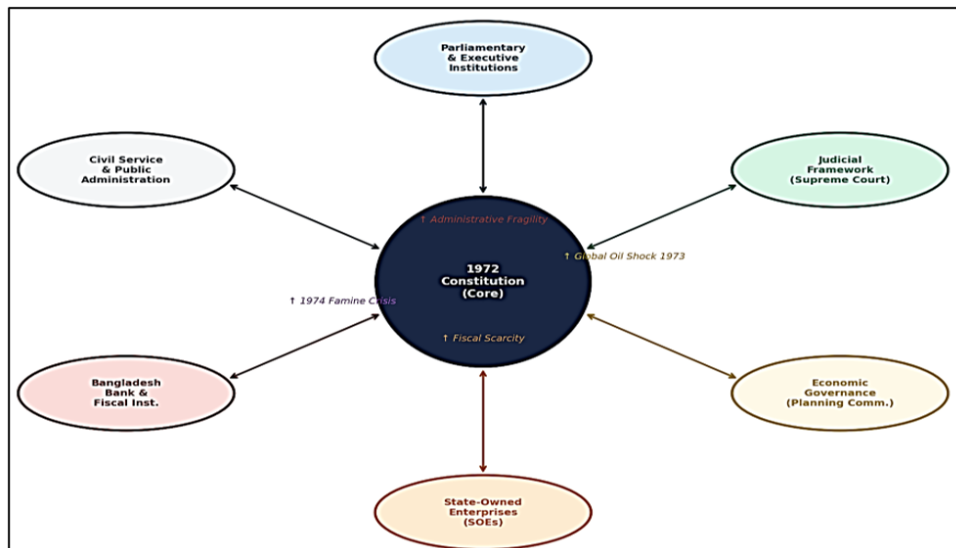 Parliamentary
& Executive
Institutions
Civil Service
& Public
Administration
Judicial
Framework
(Supreme Court)
↑ Administrative Fragility
↑ Global Oil Shock 1973
1972
Constitution
(Core)
↑ 1974 Famine Crisis
↑ Fiscal Scarcity
Bangladesh
Bank &
Fiscal Inst.
Economic
Governance
(Planning Comm.)
State-Owned
Enterprises
(SOEs)